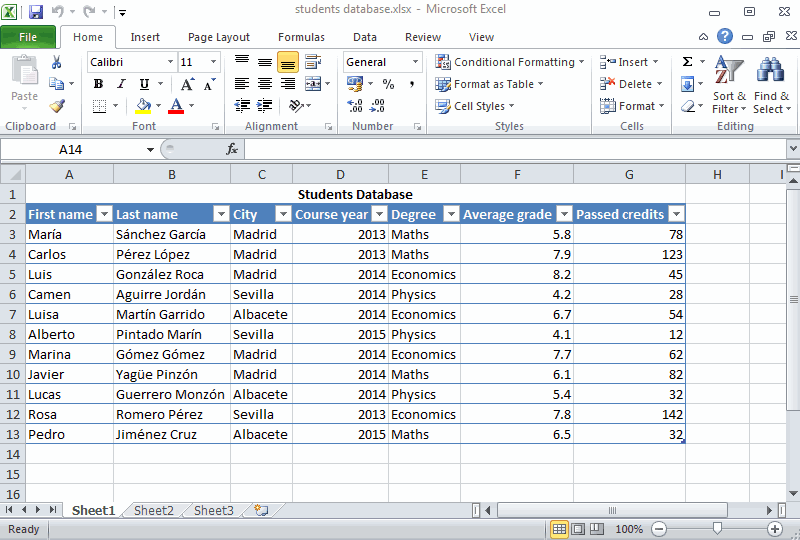 students database.xlsx - Microsoft Excel
File Home Insert Page Layout Formulas Data Review View
Paste
Calibri 11
B I U
A A
General
% ,
Conditional Formatting
Format as Table
Cell Styles
Insert
Delete
Format
Σ
Sort & Filter
Find & Select
Clipboard Font Alignment Number Styles Cells Editing
A14 fx
A B C D E F G H I
1 Students Database
2 First name Last name City Course year Degree Average grade Passed credits
3 María Sánchez García Madrid 2013 Maths 5.8 78
4 Carlos Pérez López Madrid 2013 Maths 7.9 123
5 Luis González Roca Madrid 2014 Economics 8.2 45
6 Camen Aguirre Jordán Sevilla 2014 Physics 4.2 28
7 Luisa Martín Garrido Albacete 2014 Economics 6.7 54
8 Alberto Pintado Marín Sevilla 2015 Physics 4.1 12
9 Marina Gómez Gómez Madrid 2014 Economics 7.7 62
10 Javier Yagüe Pinzón Madrid 2014 Maths 6.1 82
11 Lucas Guerrero Monzón Albacete 2014 Physics 5.4 32
12 Rosa Romero Pérez Sevilla 2013 Economics 7.8 142
13 Pedro Jiménez Cruz Albacete 2015 Maths 6.5 32
14
15
16
Sheet1 Sheet2 Sheet3
Ready 100%